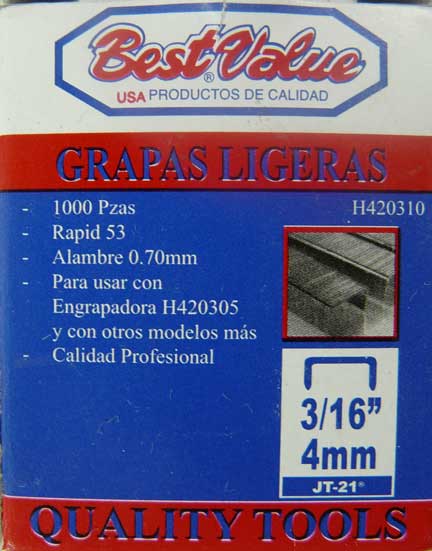 Best Value
®
USA PRODUCTOS DE CALIDAD
GRAPAS LIGERAS
- 1000 Pzas
H420310
- Rapid 53
- Alambre 0.70mm
- Para usar con
Engrapadora H420305
y con otros modelos más
- Calidad Profesional
3/16”
4mm
JT-21®
QUALITY TOOLS